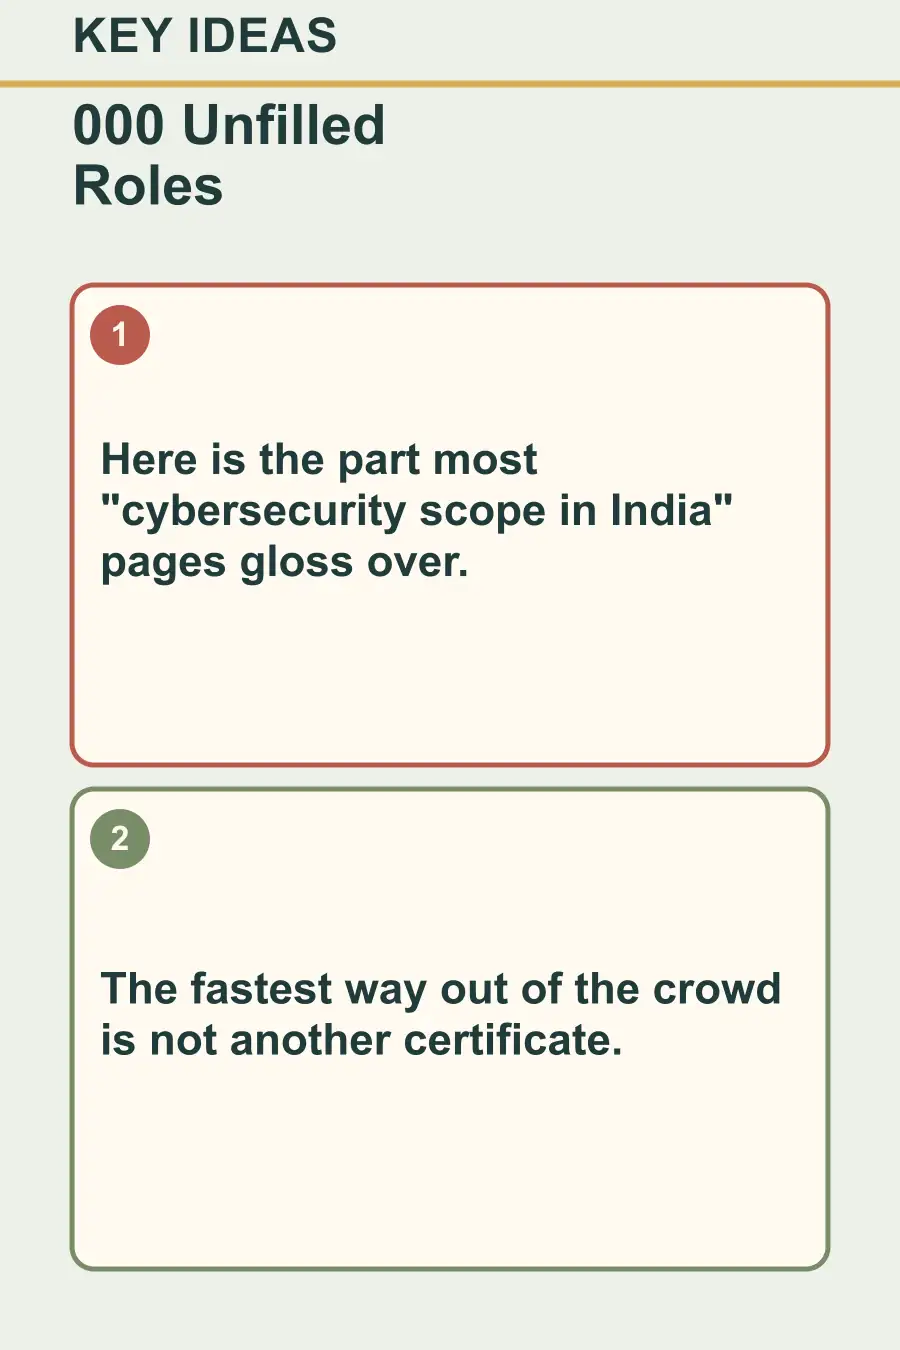 KEY IDEAS
000 Unfilled
Roles
1
Here is the part most
"cybersecurity scope in India"
pages gloss over.
2
The fastest way out of the crowd
is not another certificate.